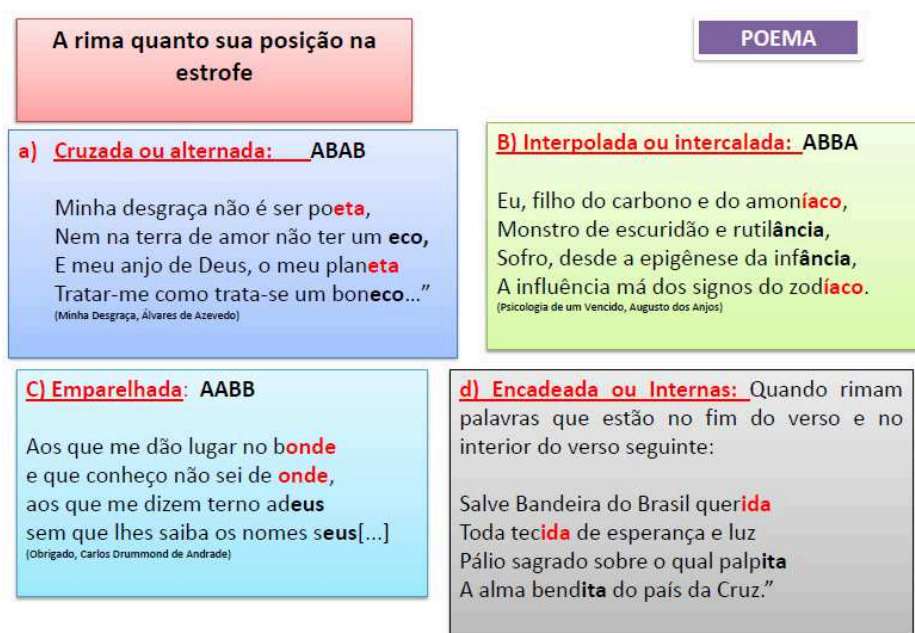 A rima quanto sua posição na
estrofe
POEMA
a) Cruzada ou alternada: ABAB
Minha desgraça não é ser poeta,
Nem na terra de amor não ter um eco,
E meu anjo de Deus, o meu planeta
Tratar-me como trata-se um boneco...”
(Minha Desgraça, Álvares de Azevedo)
B) Interpolada ou intercalada: ABBA
Eu, filho do carbono e do amoníaco,
Monstro de escuridão e rutilância,
Sofro, desde a epigênese da infância,
A influência má dos signos do zodíaco.
(Psicologia de um Vencido, Augusto dos Anjos)
C) Emparelhada: AABB
Aos que me dão lugar no bonde
e que conheço não sei de onde,
aos que me dizem terno adeus
sem que lhes saiba os nomes seus[...]
(Obrigado, Carlos Drummond de Andrade)
d) Encadeada ou Internas: Quando rimam
palavras que estão no fim do verso e no
interior do verso seguinte:
Salve Bandeira do Brasil querida
Toda tecida de esperança e luz
Pálio sagrado sobre o qual palpita
A alma bendita do país da Cruz.”